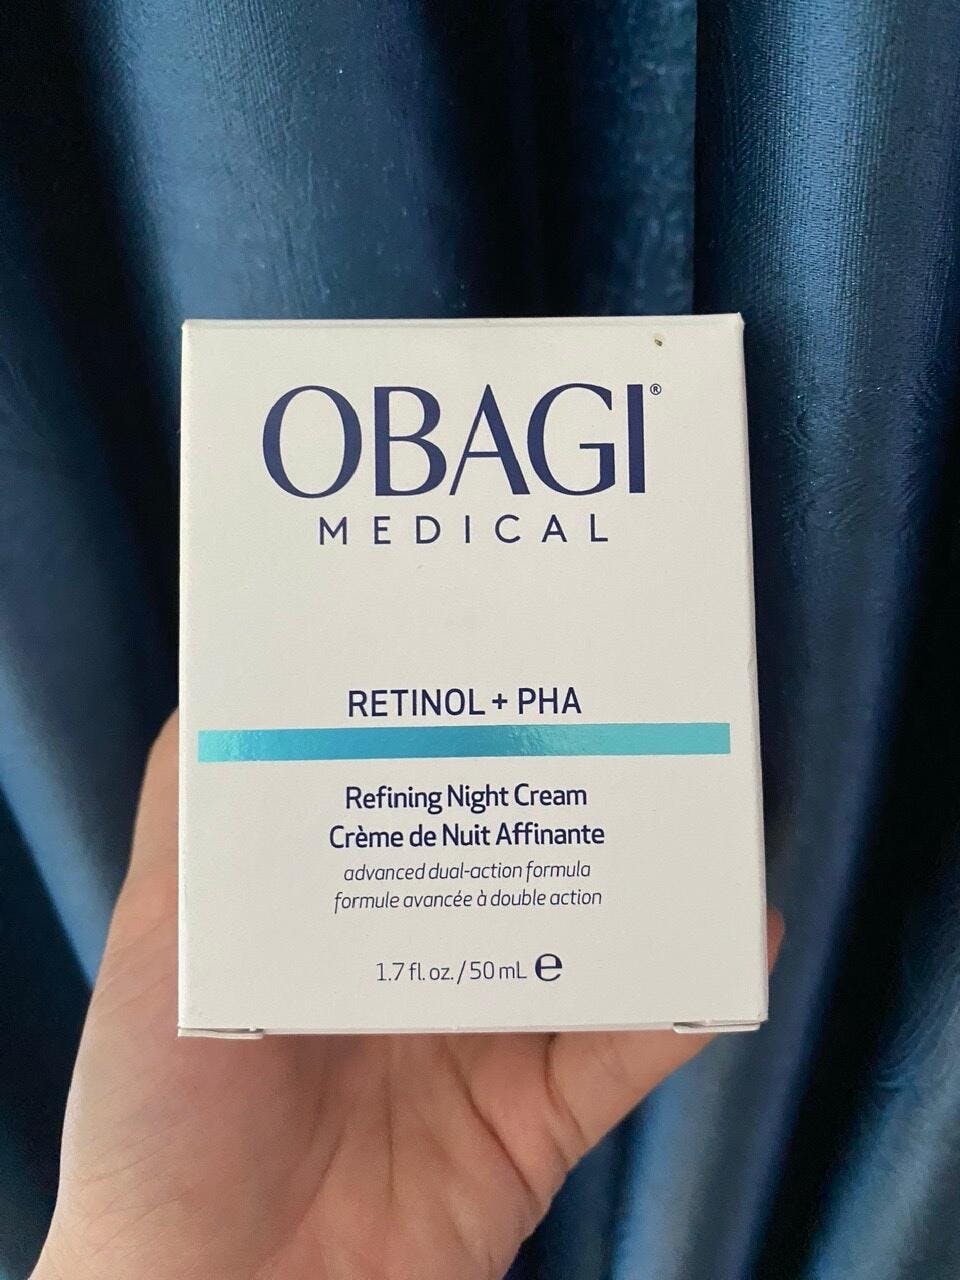 OBAGI®
MEDICAL
RETINOL + PHA
Refining Night Cream
Crème de Nuit Affinante
advanced dual-action formula
formule avancée à double action
1.7 fl. oz. / 50 mL ℮